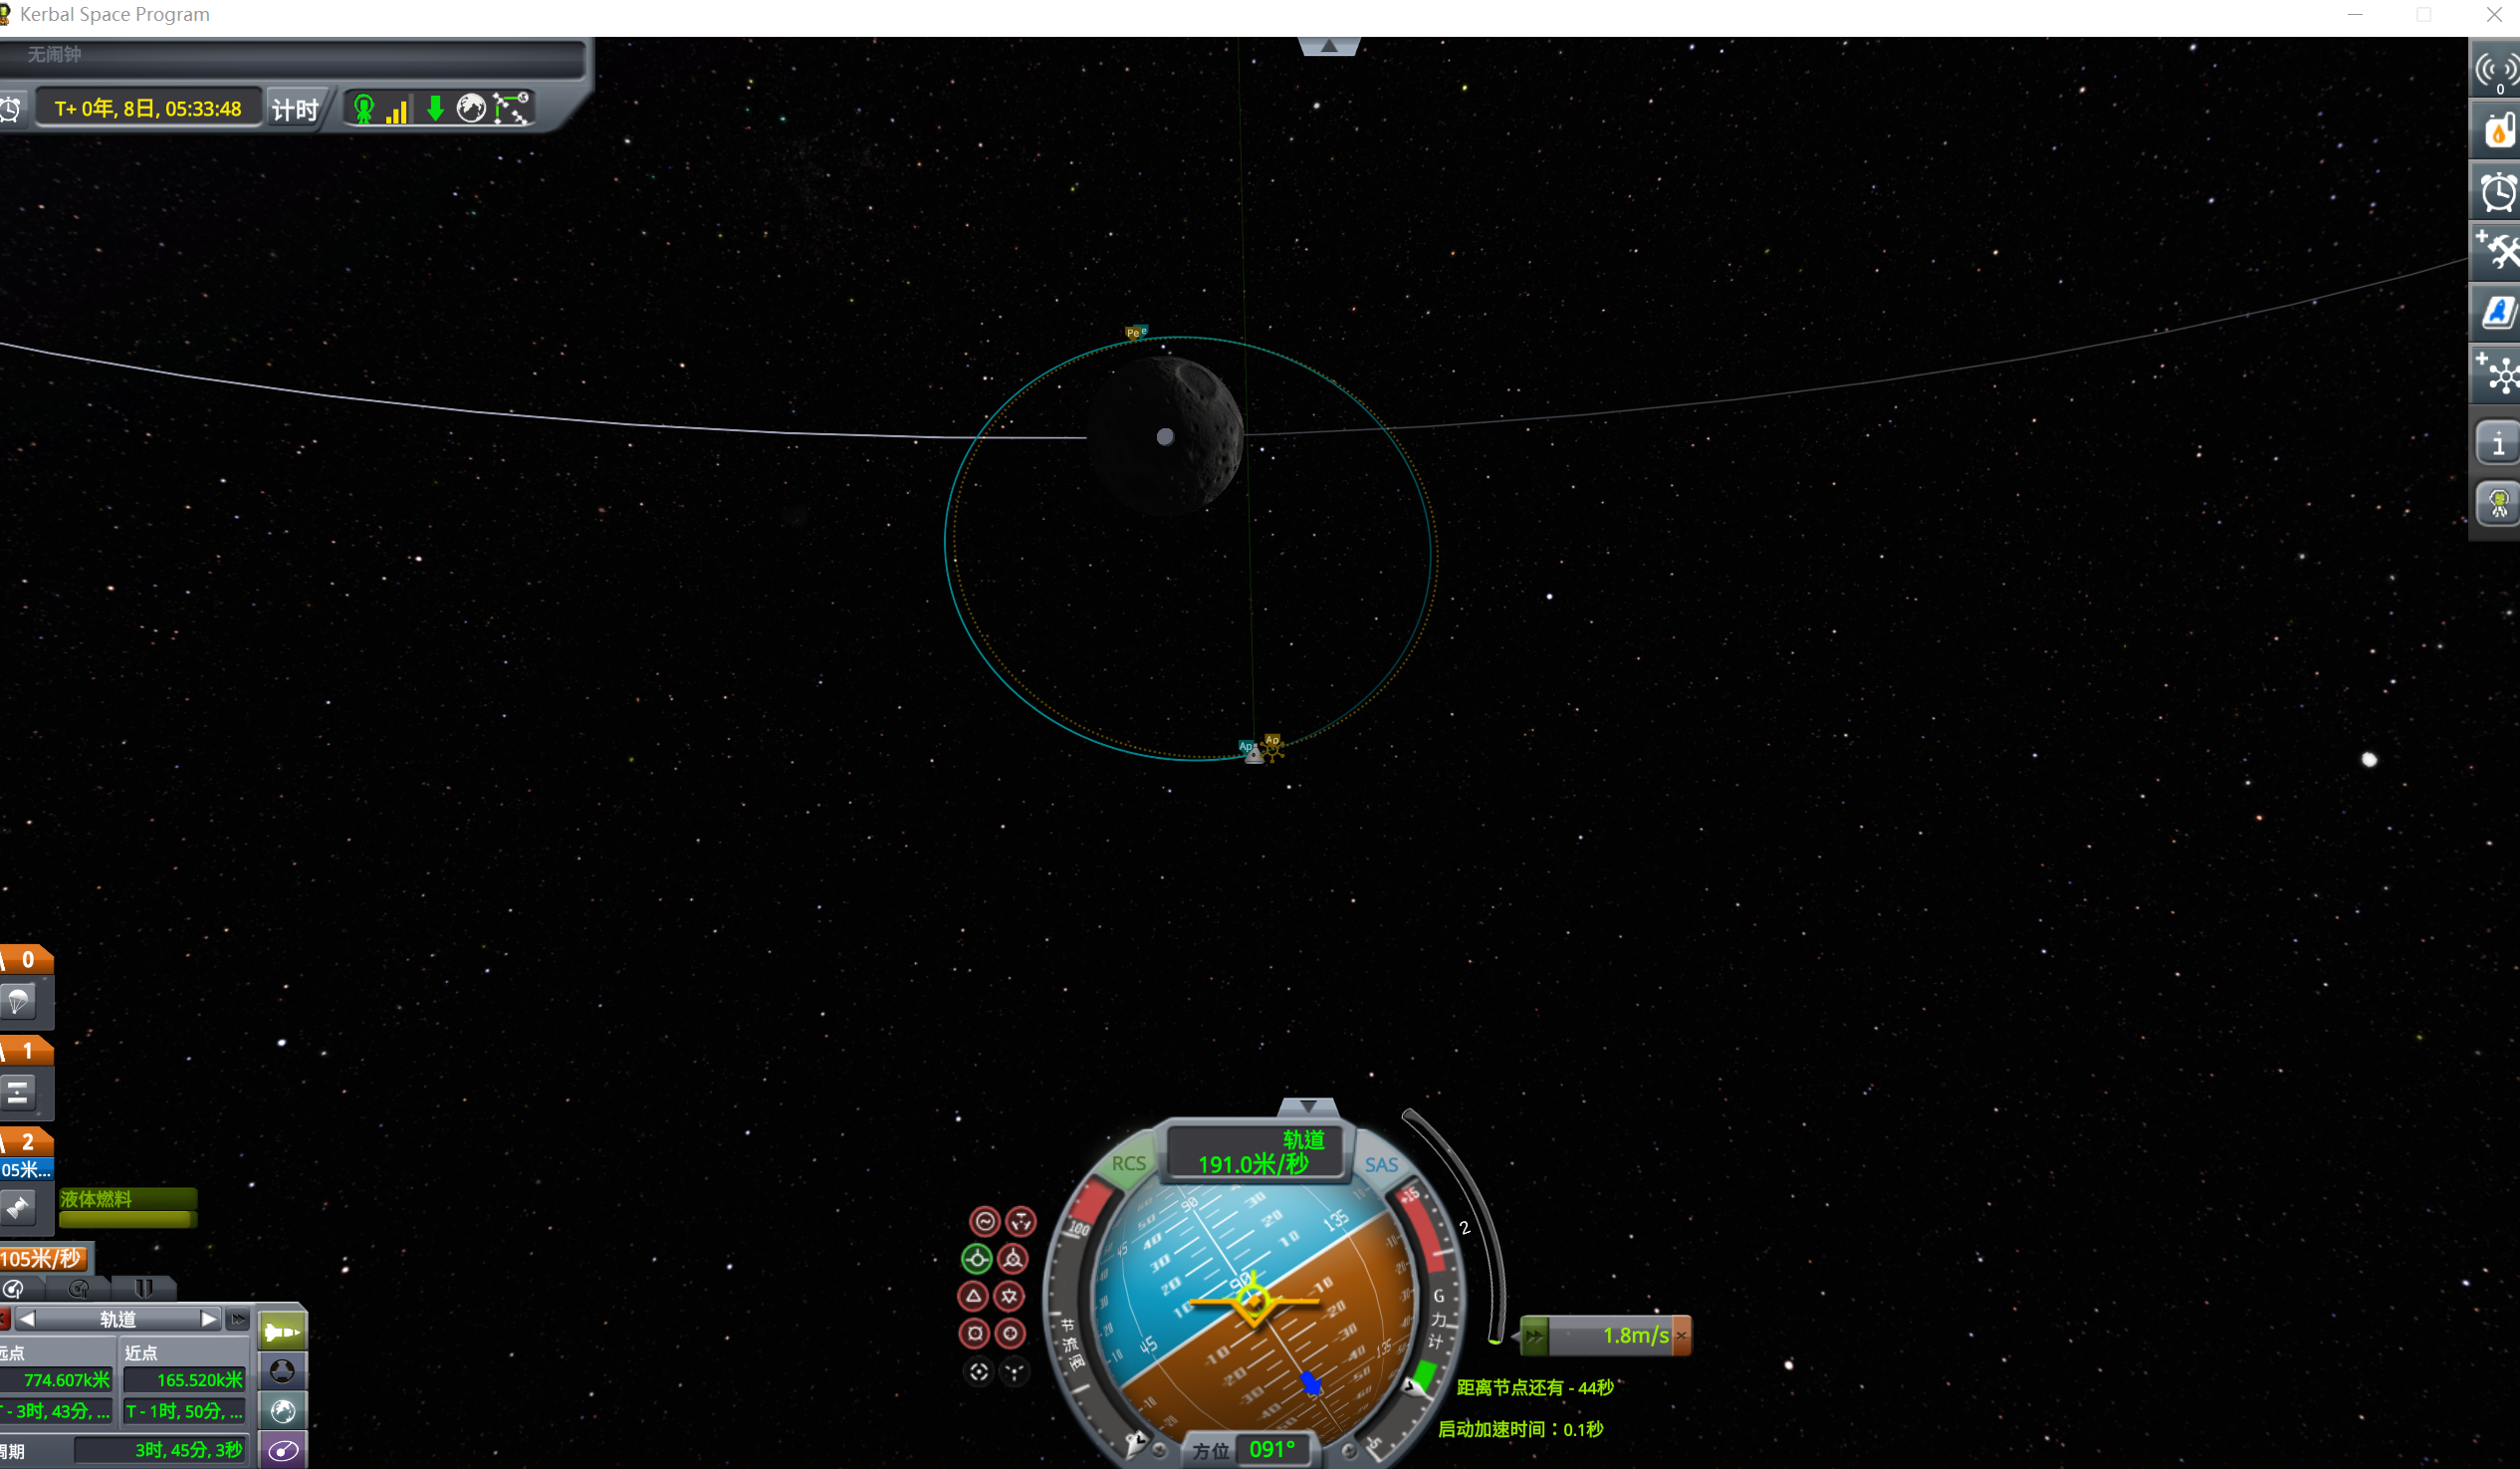 Kerbal Space Program
无闹钟
T+ 0年, 8日, 05:33:48
计时
0
Pe e
Ap
Ap
0
1
2
05米...
液体燃料
105米/秒
轨道
远点
近点
774.607k米
165.520k米
T - 3时, 43分, ...
T - 1时, 50分, ...
周期
3时, 45分, 3秒
轨道
191.0米/秒
RCS
SAS
100
+15
节流阀
G力计
2
1.8m/s
距离节点还有 - 44秒
启动加速时间：0.1秒
方位
091°